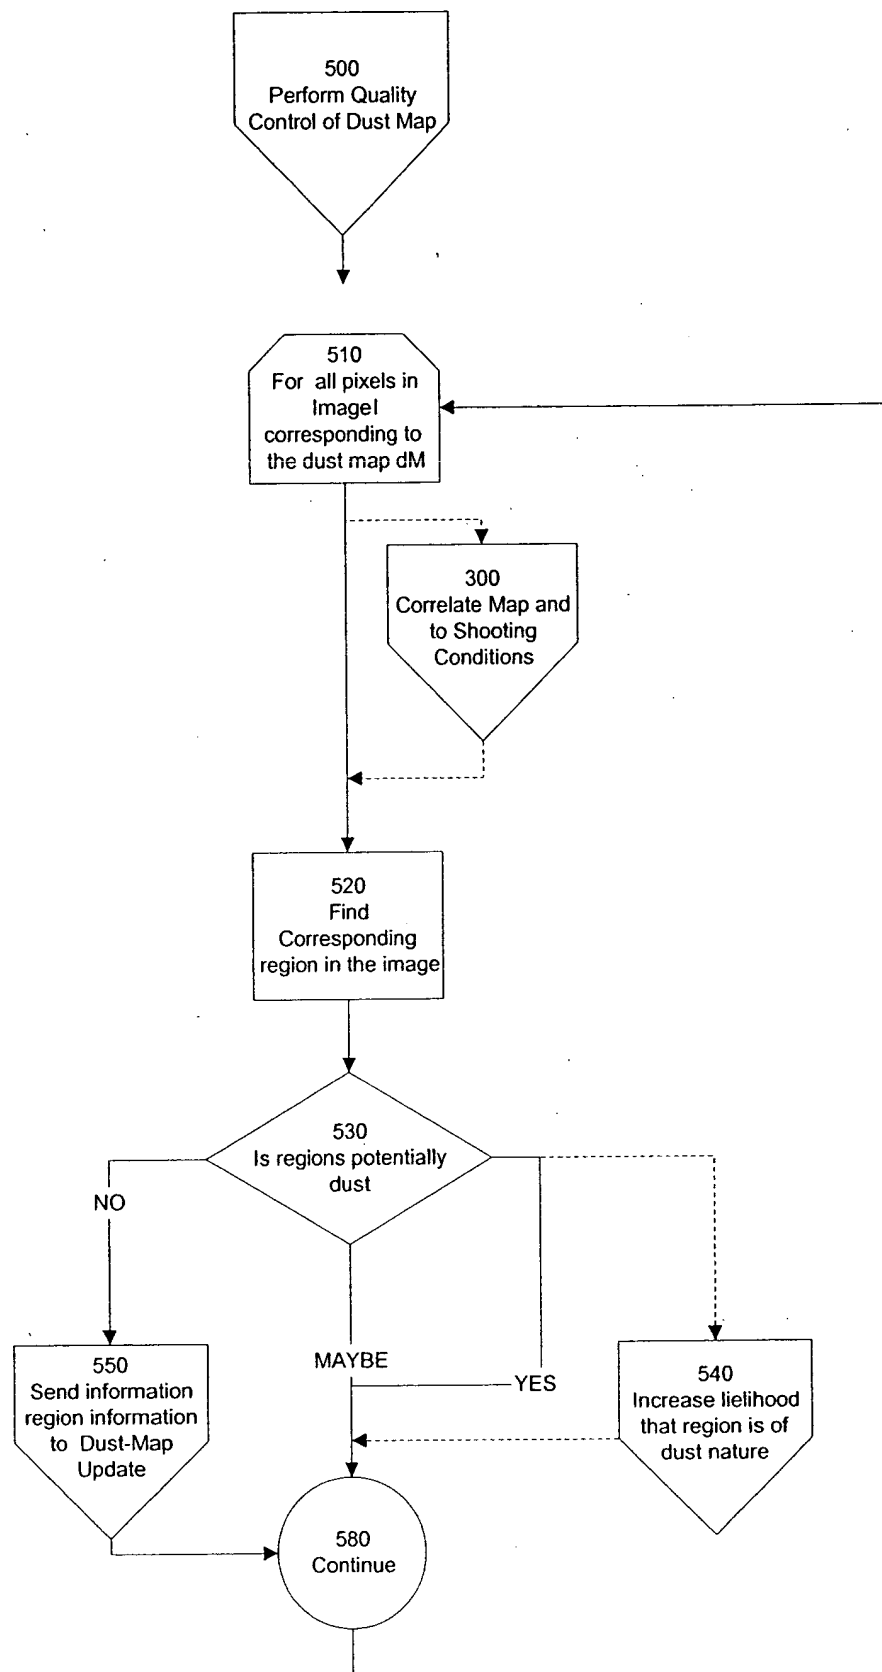 500
Perform Quality
Control of Dust Map
510
For all pixels in
ImageI
corresponding to
the dust map dM
300
Correlate Map and
to Shooting
Conditions
520
Find
Corresponding
region in the image
530
Is regions potentially
dust
NO
MAYBE
YES
550
Send information
region information
to Dust-Map
Update
540
Increase lielihood
that region is of
dust nature
580
Continue